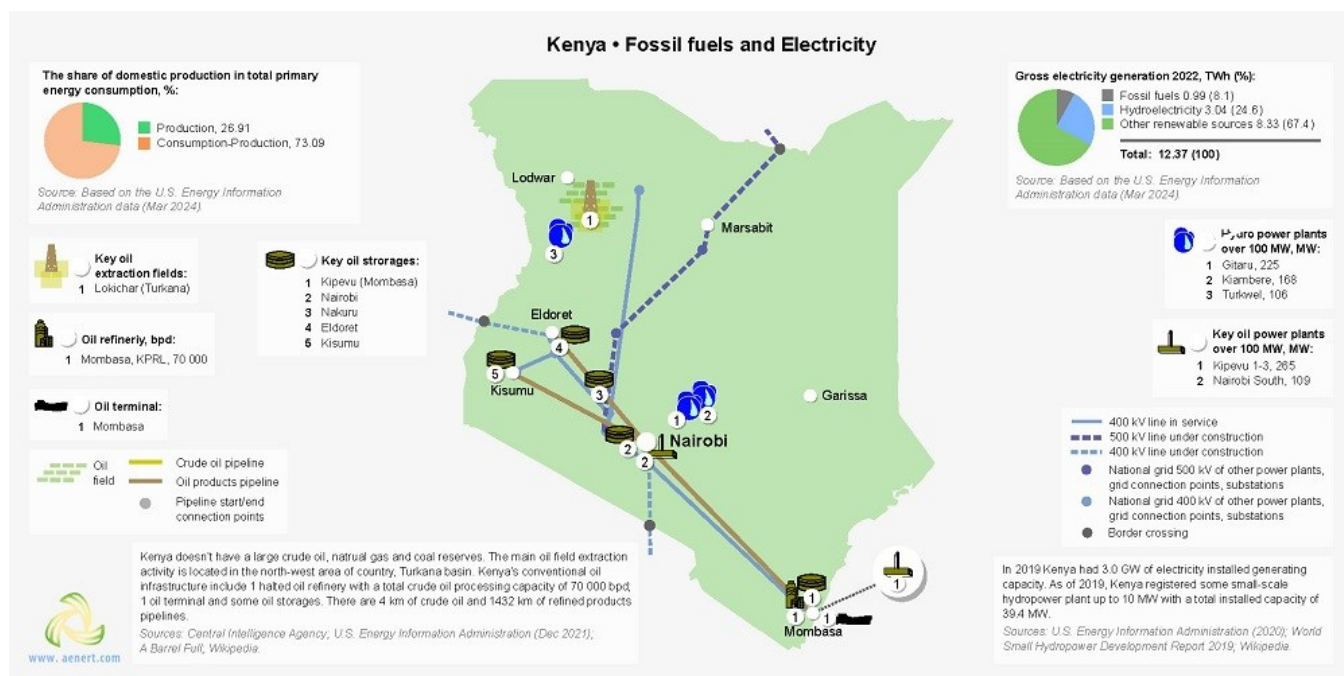 Kenya • Fossil fuels and Electricity
The share of domestic production in total primary
energy consumption, %:
Production, 26.91
Consumption-Production, 73.09
Source: Based on the U.S. Energy Information
Administration data (Mar 2024)
Key oil
extraction fields:
1 Lokichar (Turkana)
Oil refineriy, bpd:
1 Mombasa, KPRL, 70 000
Oil terminal:
1 Mombasa
Oil
field
Crude oil pipeline
Oil products pipeline
Pipeline start/end
connection points
Key oil strorages:
1 Kipevu (Mombasa)
2 Nairobi
3 Nakuru
4 Eldoret
5 Kisumu
Lodwar
1
3
Marsabit
Eldoret
4
5
Kisumu
3
1
2
Garissa
Nairobi
2
2
1
1
1
1
Mombasa
Gross electricity generation 2022, TWh (%):
Fossil fuels 0.99 (8.1)
Hydroelectricity 3.04 (24.6)
Other renewable sources 8.33 (67.4)
Total: 12.37 (100)
Source: Based on the U.S. Energy Information
Administration data (Mar 2024)
power plants
over 100 MW, MW:
1 Gitaru, 225
2 Kiambere, 168
3 Turkwel, 106
Key oil power plants
over 100 MW, MW:
1 Kipevu 1-3, 265
2 Nairobi South, 109
400 kV line in service
500 kV line under construction
400 kV line under construction
National grid 500 kV of other power plants,
grid connection points, substations
National grid 400 kV of other power plants,
grid connection points, substations
Border crossing
Kenya doesn't have a large crude oil, natrual gas and coal reserves. The main oil field extraction
activity is located in the north-west area of country, Turkana basin. Kenya's conventional oil
infrastructure include 1 halted oil refinery with a total crude oil processing capacity of 70 000 bpd,
1 oil terminal and some oil storages. There are 4 km of crude oil and 1432 km of refined products
pipelines.
Sources: Central Intelligence Agency; U.S. Energy Information Administration (Dec 2021);
A Barrel Full; Wikipedia.
In 2019 Kenya had 3.0 GW of electricity installed generating
capacity. As of 2019, Kenya registered some small-scale
hydropower plant up to 10 MW with a total installed capacity of
39.4 MW.
Sources: U.S. Energy Information Administration (2020); World
Small Hydropower Development Report 2019; Wikipedia.
www. aenert.com